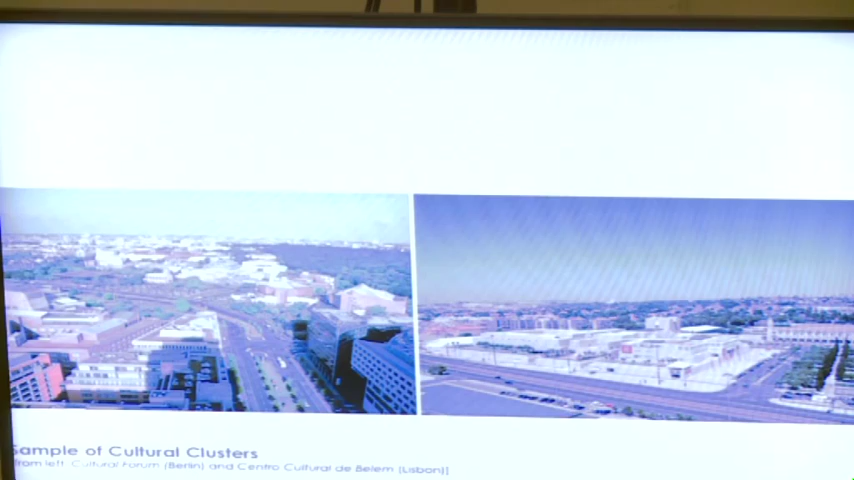 Sample of Cultural Clusters
[from left: Cultural Forum (Berlin) and Centro Cultural de Belem (Lisbon)]